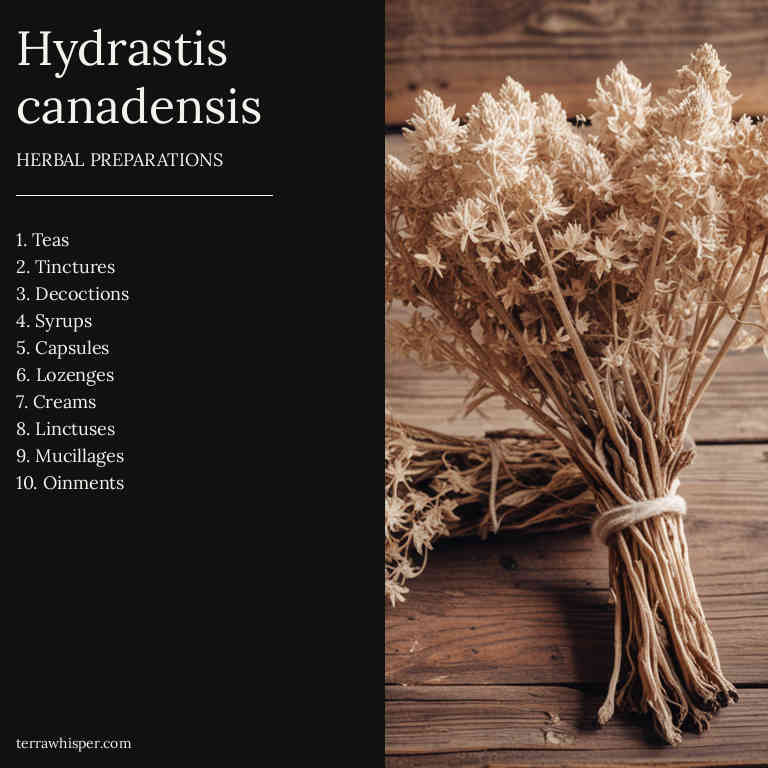 Hydrastis
canadensis
HERBAL PREPARATIONS
1. Teas
2. Tinctures
3. Decoctions
4. Syrups
5. Capsules
6. Lozenges
7. Creams
8. Linctuses
9. Mucillages
10. Oinments
terrawhisper.com